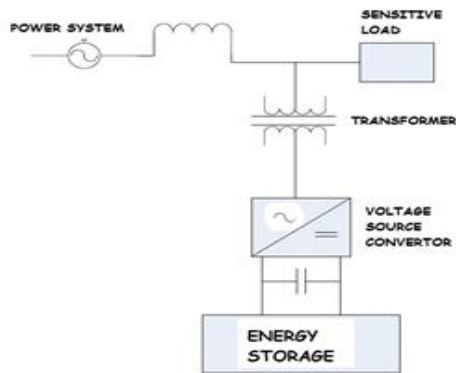 SENSITIVE
LOAD
POWER SYSTEM
TRANSFORMER
VOLTAGE
SOURCE
CONVERTOR
ENERGY
STORAGE